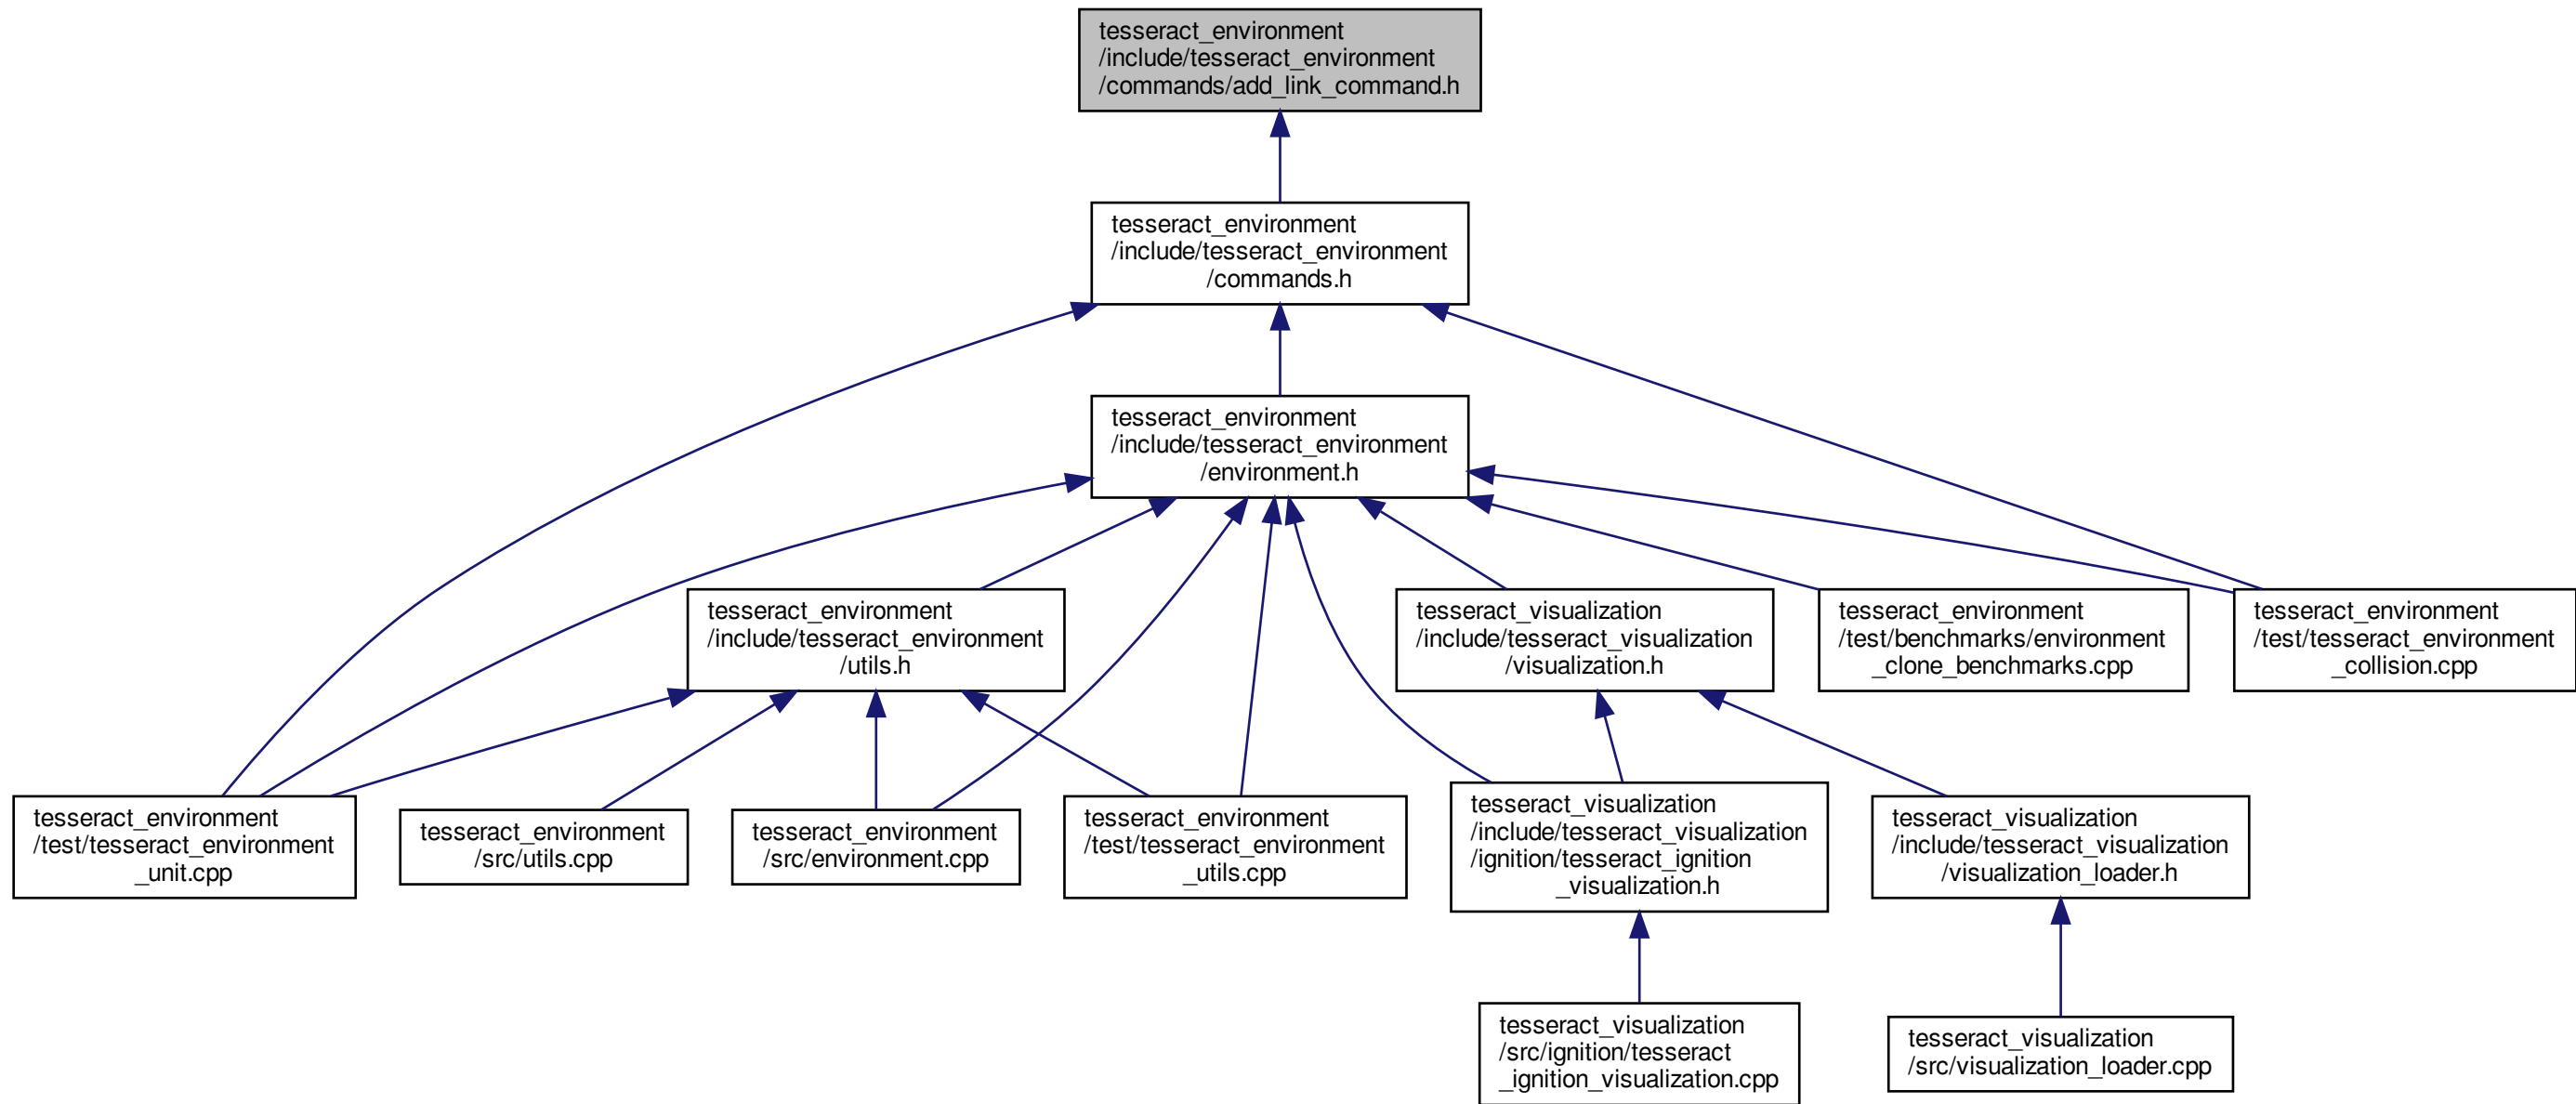 tesseract_environment
/include/tesseract_environment
/commands/add_link_command.h
tesseract_environment
/include/tesseract_environment
/commands.h
tesseract_environment
/include/tesseract_environment
/environment.h
tesseract_environment
/include/tesseract_environment
/utils.h
tesseract_visualization
/include/tesseract_visualization
/visualization.h
tesseract_environment
/test/benchmarks/environment
_clone_benchmarks.cpp
tesseract_environment
/test/tesseract_environment
_collision.cpp
tesseract_environment
/test/tesseract_environment
_unit.cpp
tesseract_environment
/src/utils.cpp
tesseract_environment
/src/environment.cpp
tesseract_environment
/test/tesseract_environment
_utils.cpp
tesseract_visualization
/include/tesseract_visualization
/ignition/tesseract_ignition
_visualization.h
tesseract_visualization
/include/tesseract_visualization
/visualization_loader.h
tesseract_visualization
/src/ignition/tesseract
_ignition_visualization.cpp
tesseract_visualization
/src/visualization_loader.cpp